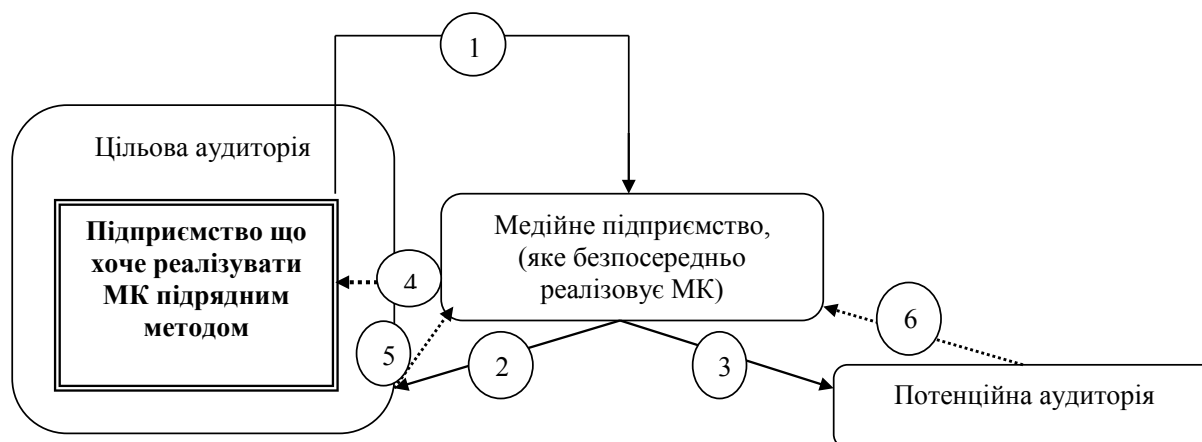 1
Цільова аудиторія
Підприємство що
хоче реалізувати
МК підрядним
методом
Медійне підприємство,
(яке безпосередньо
реалізовує МК)
4
5
2
3
6
Потенційна аудиторія